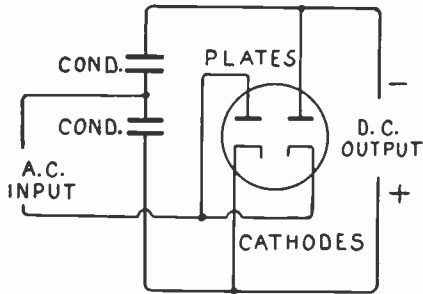 COND.
PLATES
COND.
−
D.C.
OUTPUT
+
A.C.
INPUT
CATHODES